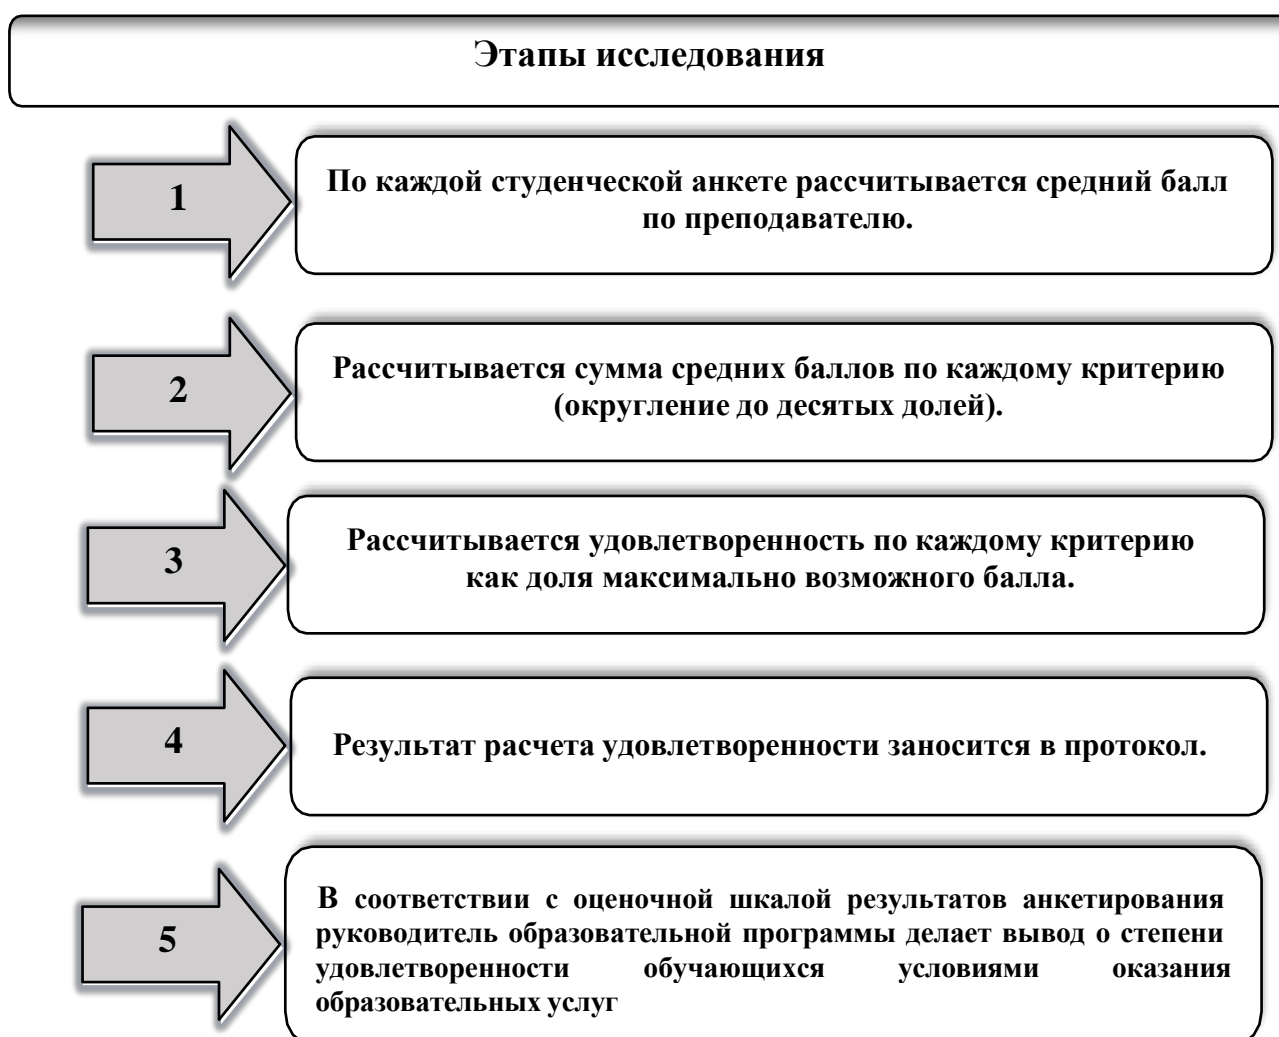 Этапы исследования
1
По каждой студенческой анкете рассчитывается средний балл
по преподавателю.
2
Рассчитывается сумма средних баллов по каждому критерию
(округление до десятых долей).
3
Рассчитывается удовлетворенность по каждому критерию
как доля максимально возможного балла.
4
Результат расчета удовлетворенности заносится в протокол.
5
В соответствии с оценочной шкалой результатов анкетирования
руководитель образовательной программы делает вывод о степени
удовлетворенности обучающихся условиями оказания
образовательных услуг